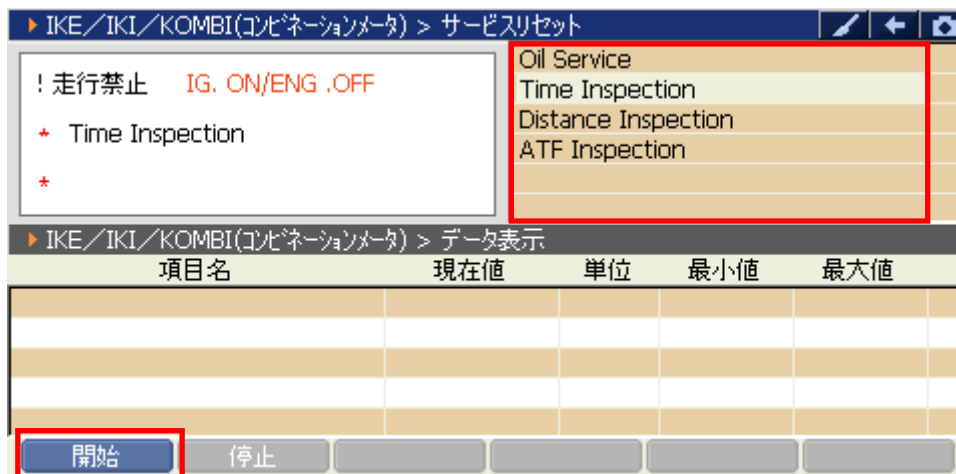 IKE/IKI/KOMBI(コンビネーションメータ) > サービスリセット
! 走行禁止 IG. ON/ENG .OFF
* Time Inspection
*
Oil Service
Time Inspection
Distance Inspection
ATF Inspection
IKE/IKI/KOMBI(コンビネーションメータ) > データ表示
項目名 現在値 単位 最小値 最大値
開始 停止